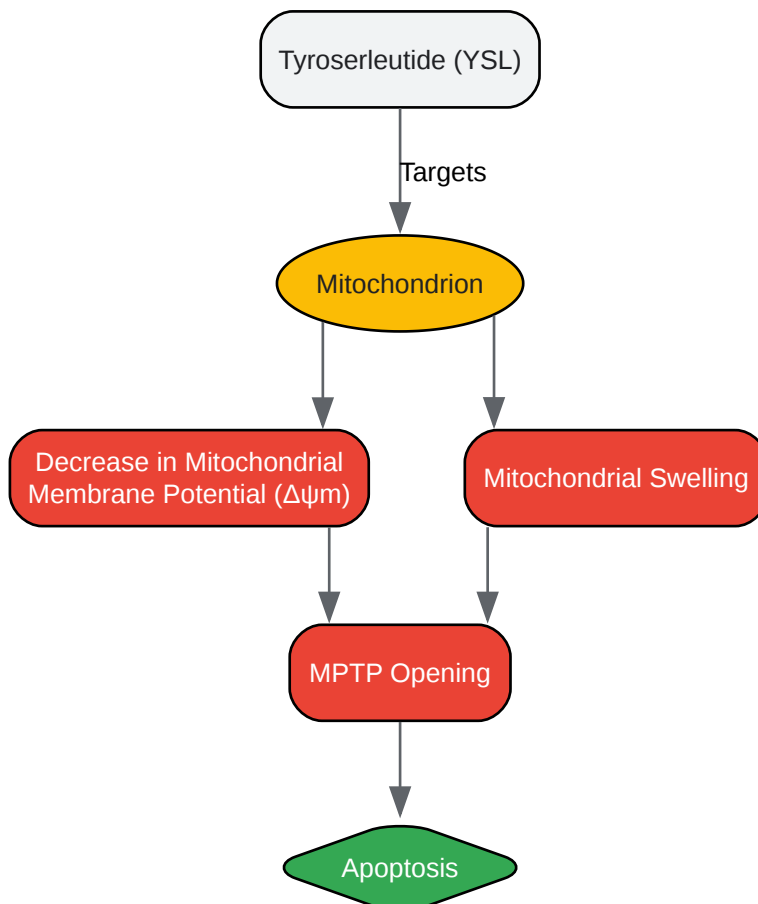 Tyroserleutide (YSL)
Targets
Mitochondrion
Decrease in Mitochondrial
Membrane Potential (Δψm)
Mitochondrial Swelling
MPTP Opening
Apoptosis